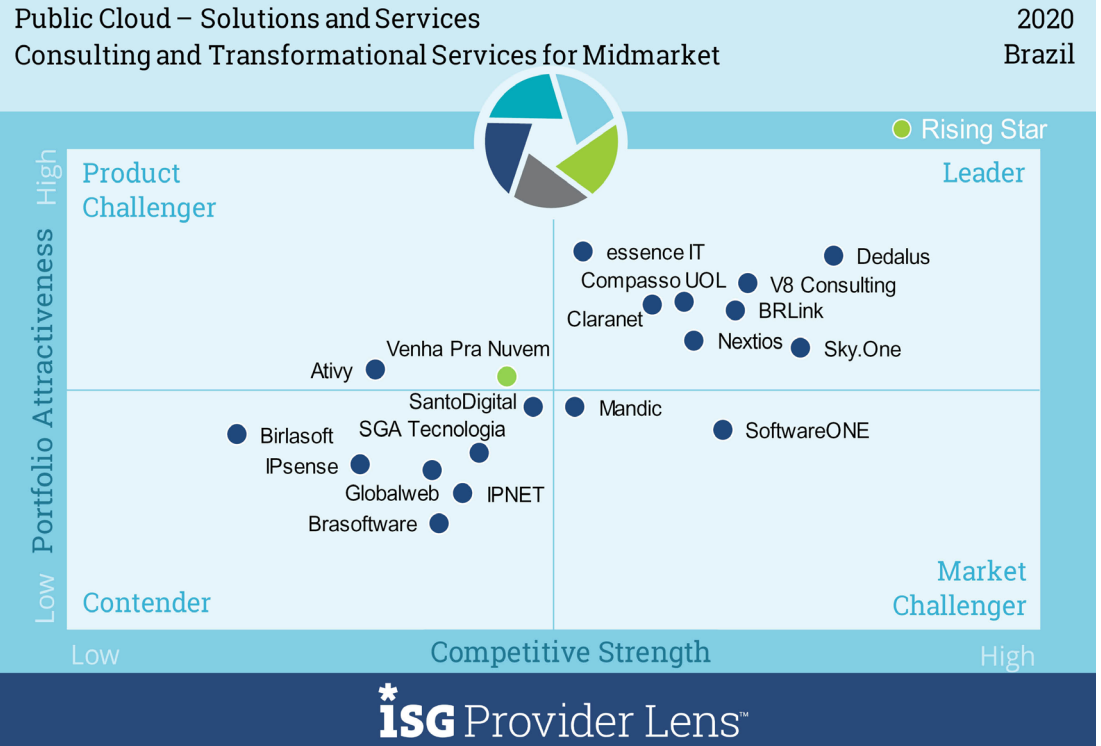 Public Cloud – Solutions and Services
2020
Consulting and Transformational Services for Midmarket
Brazil
Rising Star
High
Product
Challenger
Leader
essence IT
Dedalus
Compasso UOL
V8 Consulting
Claranet
BRLink
Nextios
Sky.One
Venha Pra Nuvem
Ativy
Portfolio Attractiveness
SantoDigital
Mandic
SGA Tecnologia
SoftwareONE
Birlasoft
IPsense
Globalweb
IPNET
Brasoftware
Low
Contender
Market
Challenger
Low
Competitive Strength
High
iSG Provider Lens™